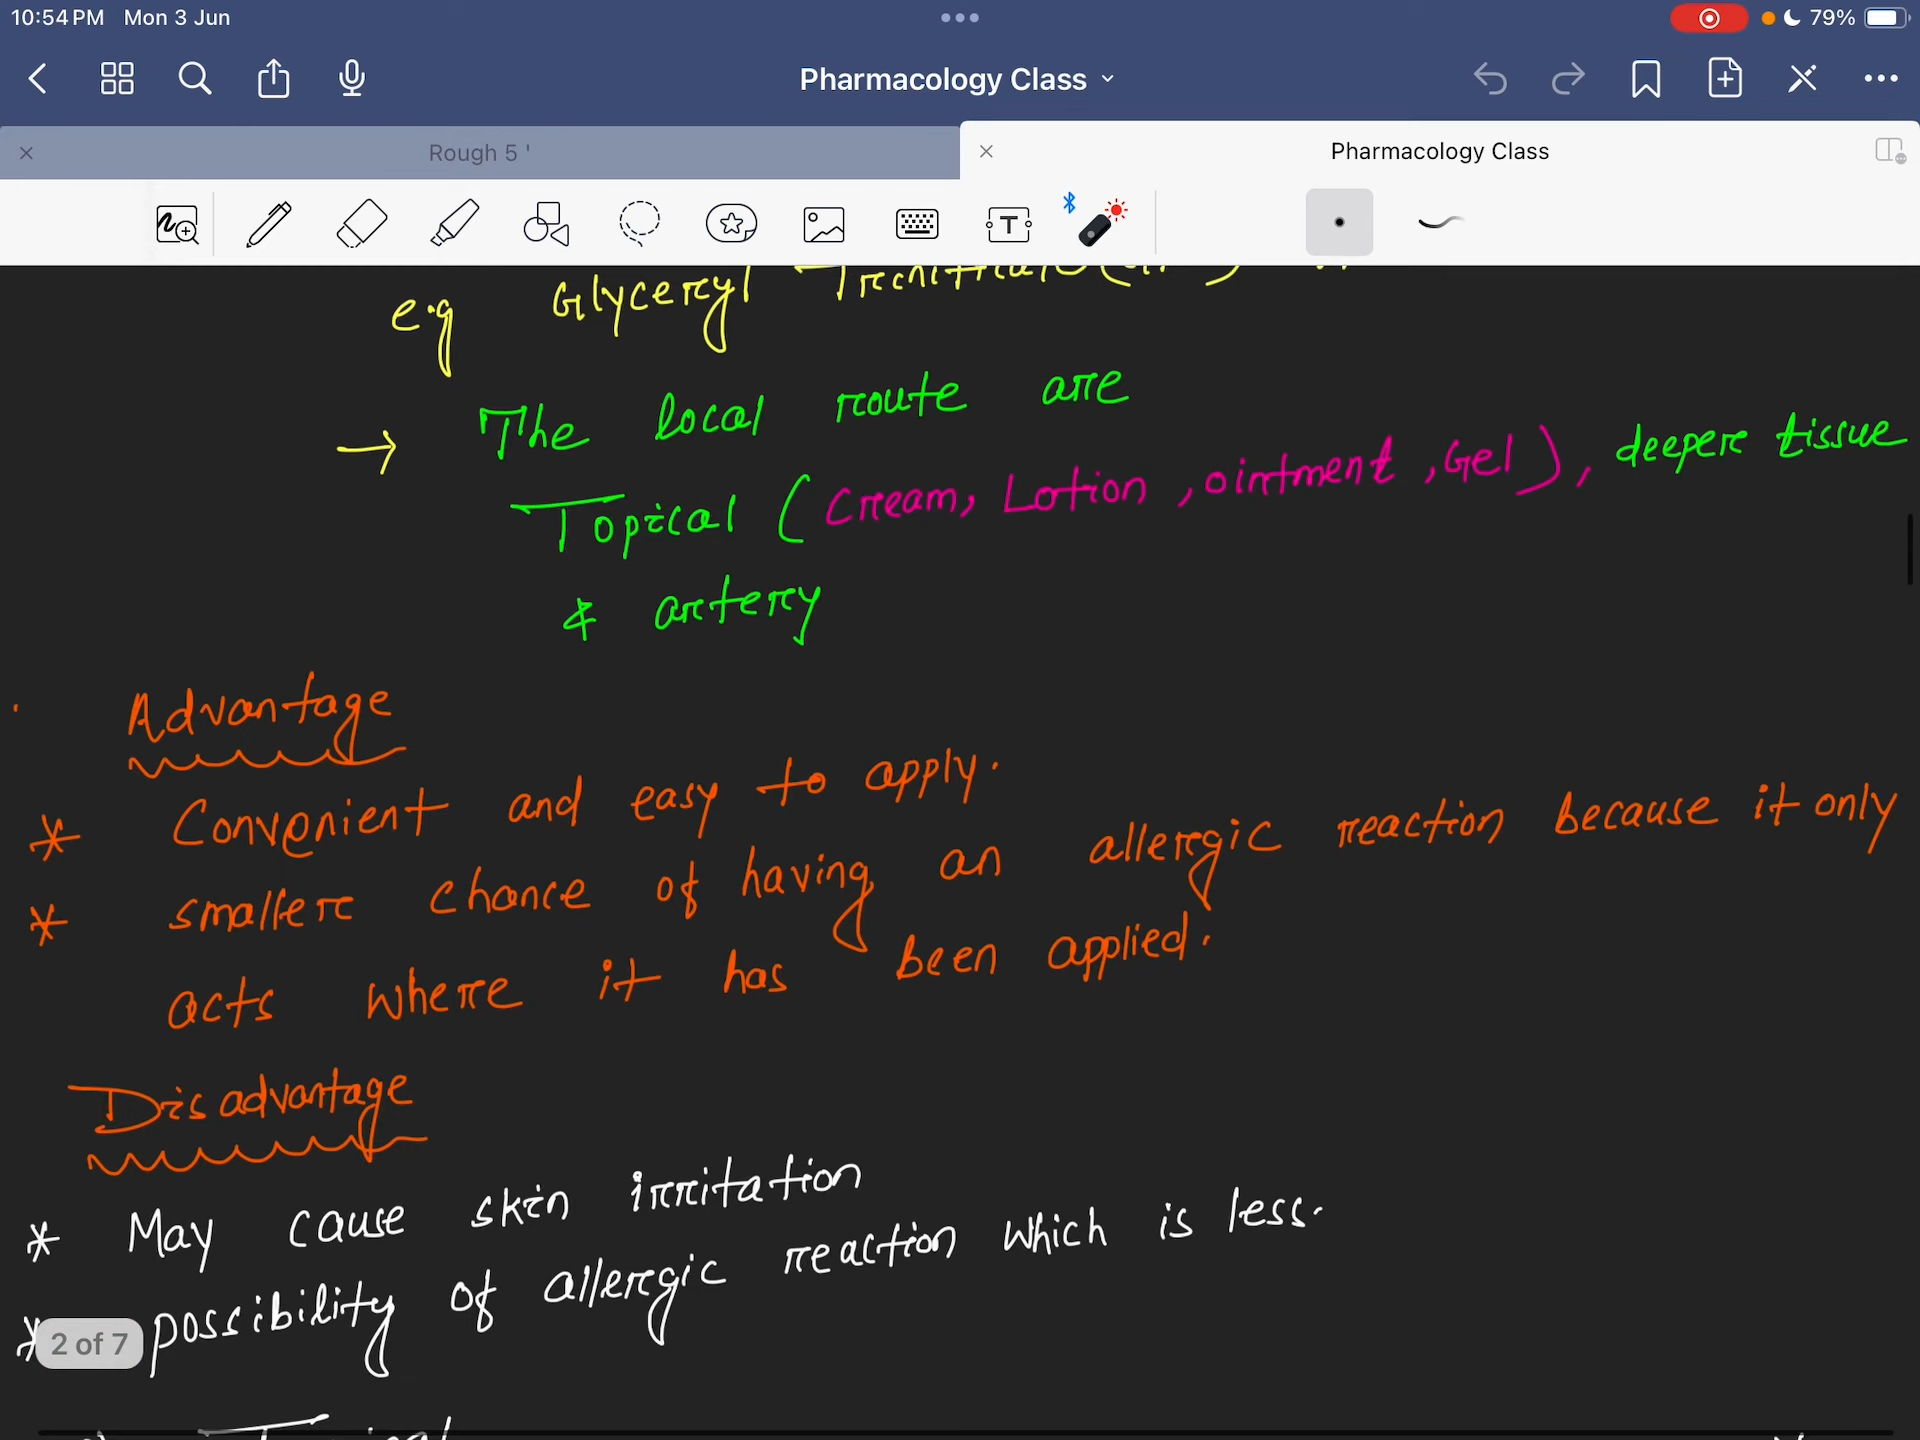 10:54 PM Mon 3 Jun
79%
Pharmacology Class
Rough 5 '
Pharmacology Class
T
e.g Glyceryl
→ The local route are
Topical (Cream, Lotion, ointment, Gel), deeper tissue
& artery
Advantage
* Convenient and easy to apply.
* smaller chance of having an allergic reaction because it only
acts where it has been applied.
Disadvantage
* May cause skin irritation
* possibility of allergic reaction which is less.
2 of 7
Topical